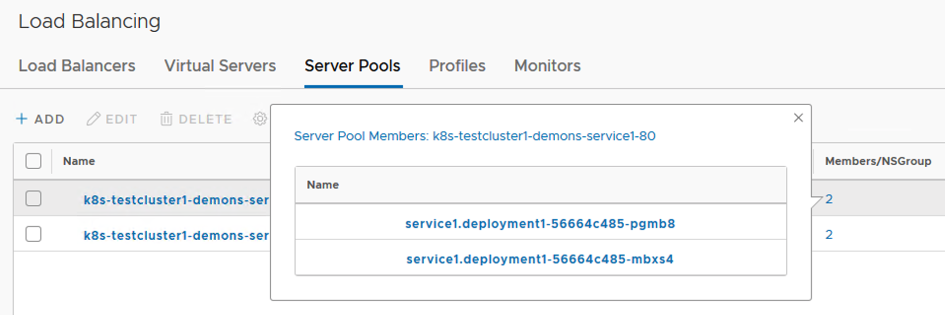 Load Balancing
Load Balancers Virtual Servers Server Pools Profiles Monitors
+ ADD EDIT DELETE
Server Pool Members: k8s-testcluster1-demons-service1-80
Name Members/NSGroup
Name
k8s-testcluster1-demons-ser 2
service1.deployment1-56664c485-pgmb8
k8s-testcluster1-demons-ser 2
service1.deployment1-56664c485-mbxs4